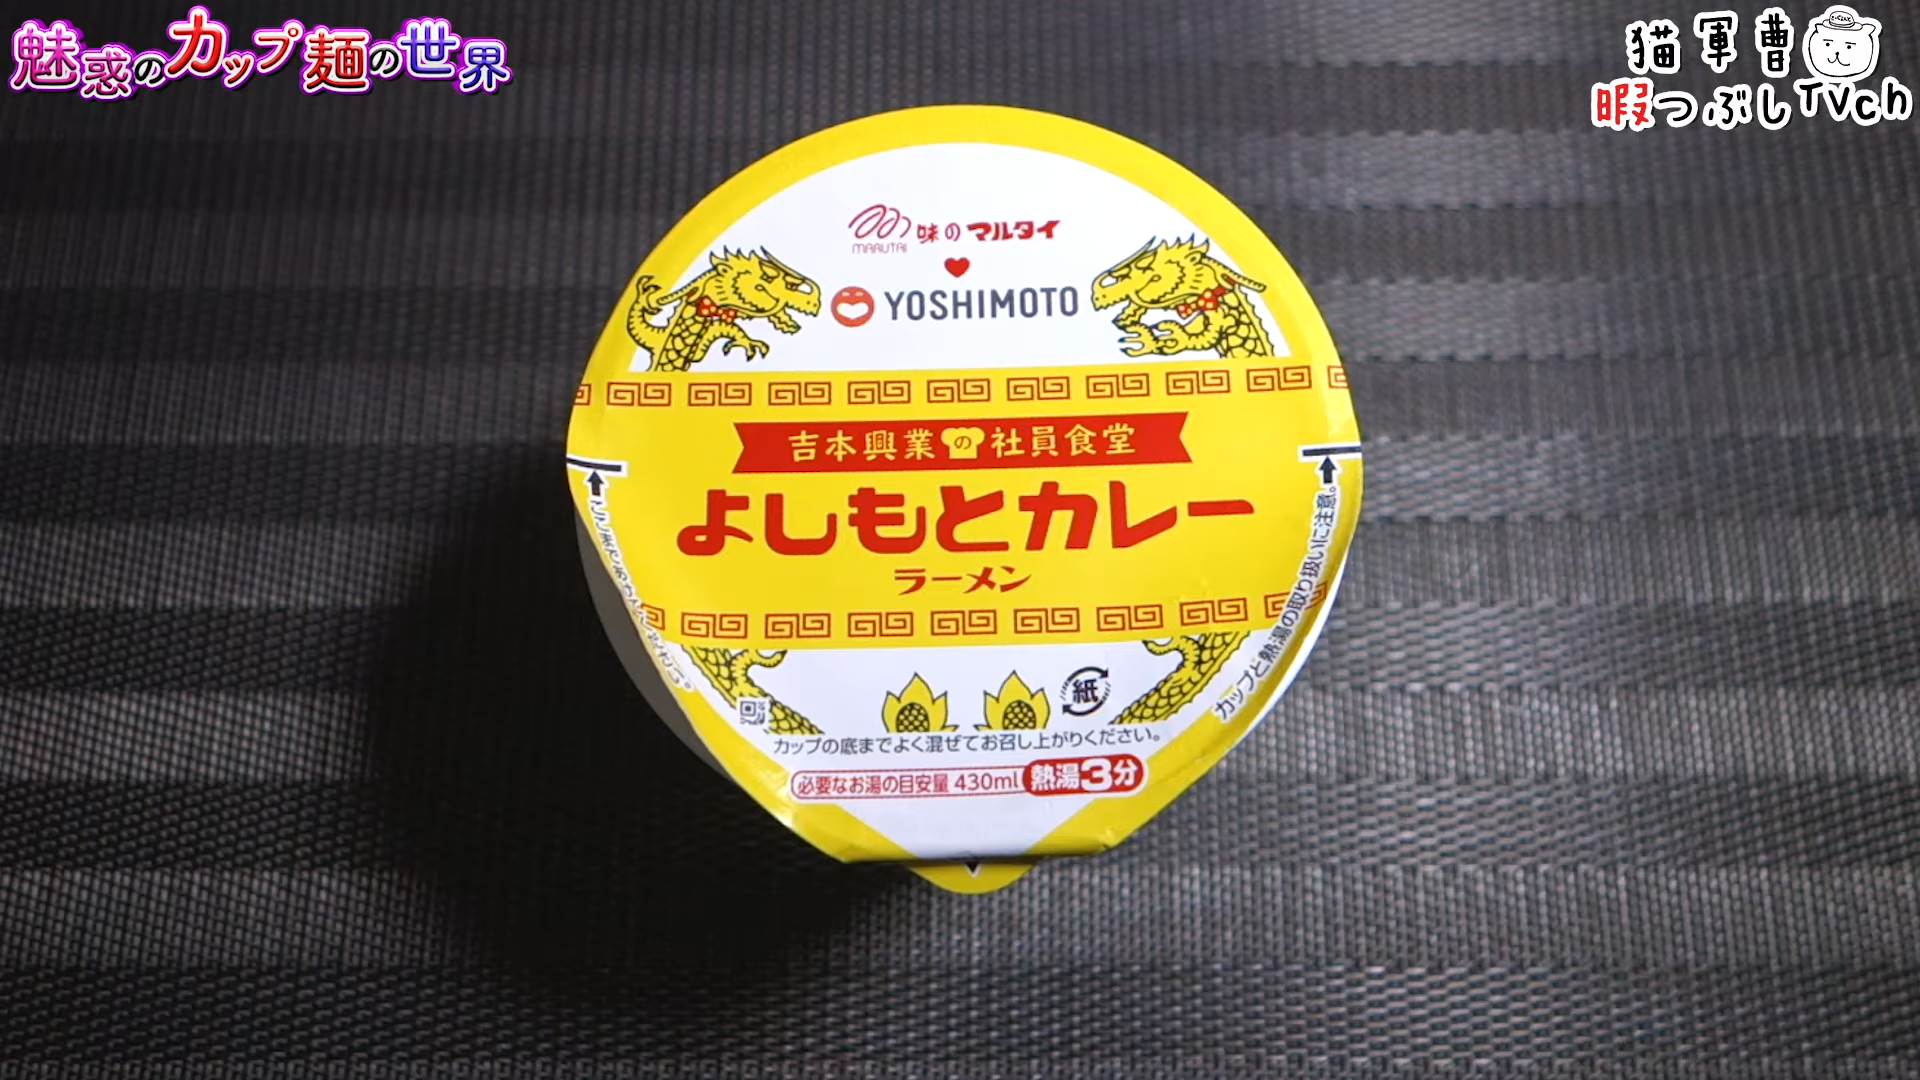 魅惑のカップ麺の世界
猫軍曹
暇つぶしTVch
MARUTAI
味のマルタイ
YOSHIMOTO
吉本興業の社員食堂
よしもとカレー
ラーメン
カップと熱湯の取り扱いに注意。
紙
カップの底までよく混ぜてお召し上がりください。
必要なお湯の目安量 430ml 熱湯3分